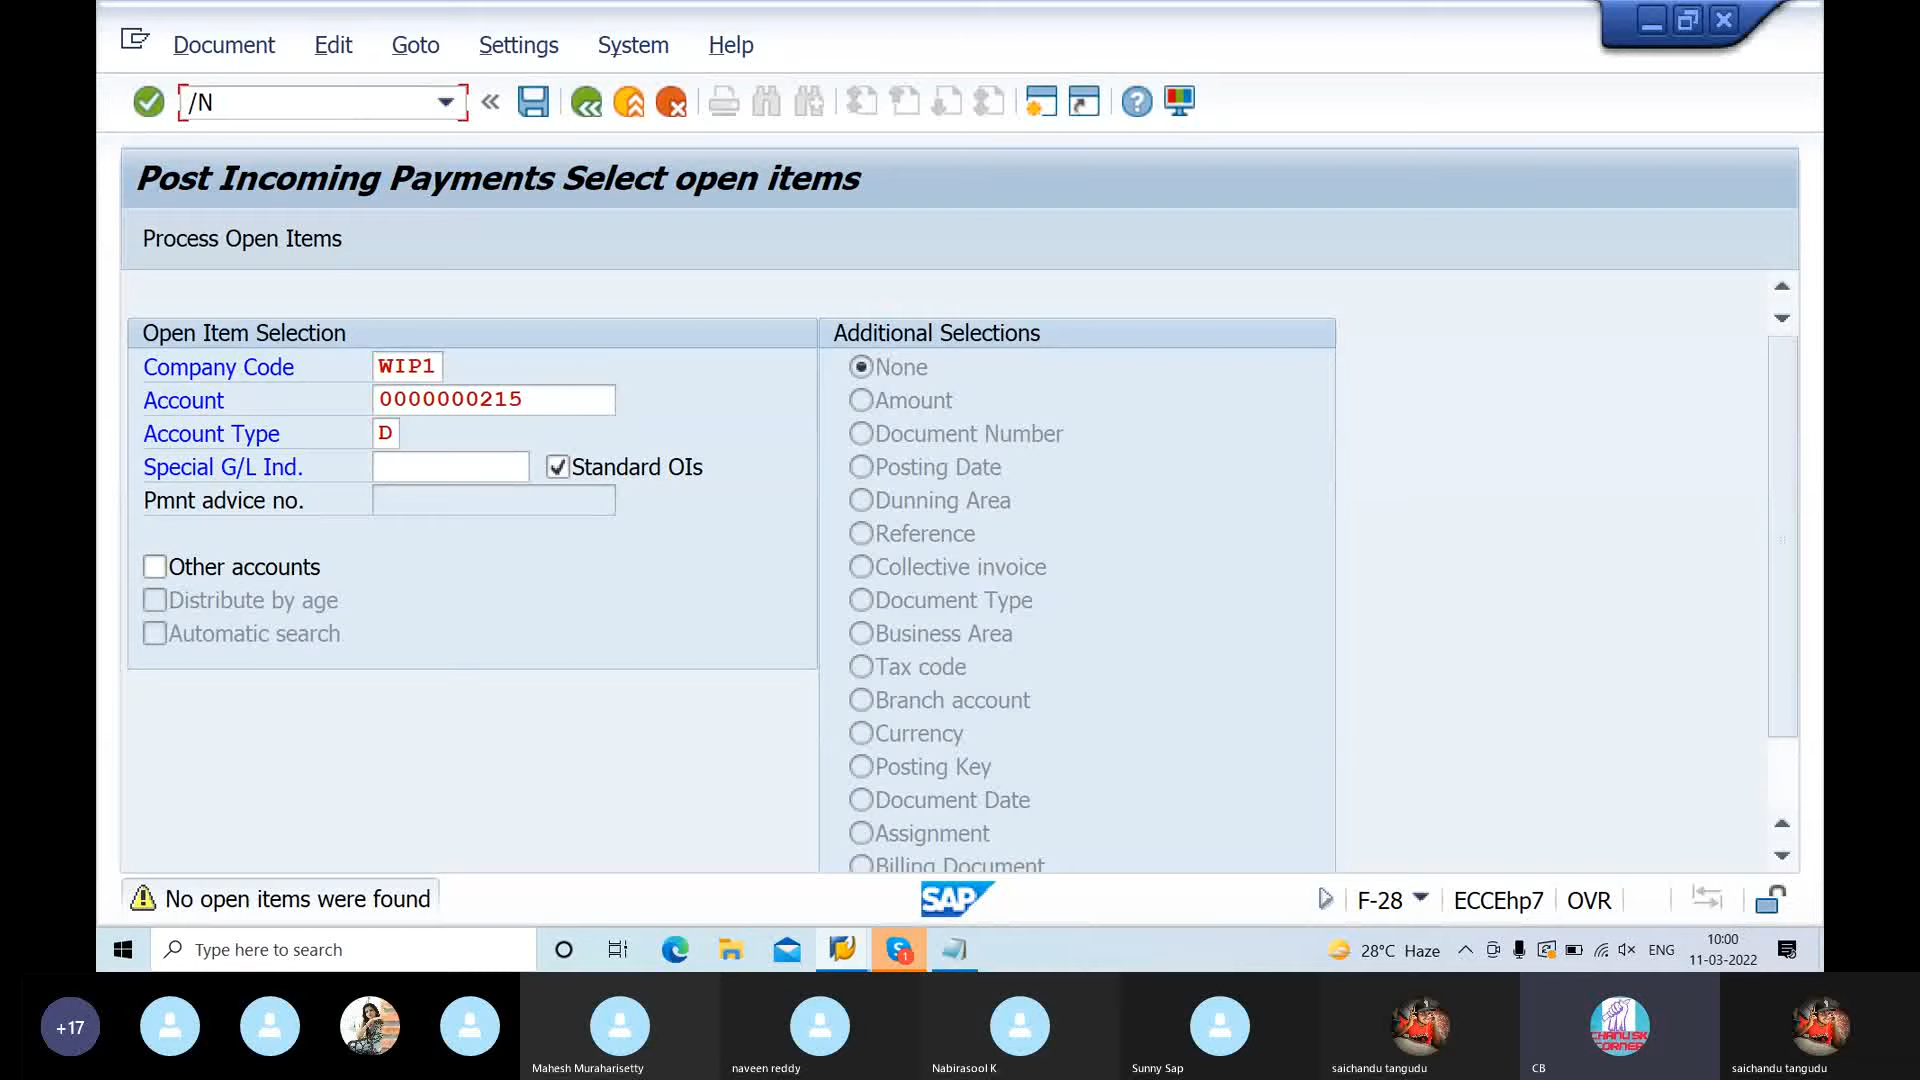 Document Edit Goto Settings System Help
/N
Post Incoming Payments Select open items
Process Open Items
Open Item Selection
Company Code WIP1
Account 0000000215
Account Type D
Special G/L Ind. Standard OIs
Pmnt advice no.
Other accounts
Distribute by age
Automatic search
Additional Selections
None
Amount
Document Number
Posting Date
Dunning Area
Reference
Collective invoice
Document Type
Business Area
Tax code
Branch account
Currency
Posting Key
Document Date
Assignment
Billing Document
No open items were found
SAP
F-28 ECCEhp7 OVR
Type here to search
1
28°C Haze
ENG
10:00
11-03-2022
+17
Mahesh Muraharisetty
naveen reddy
Nabirasool K
Sunny Sap
saichandu tangudu
CORNER
CB
saichandu tangudu